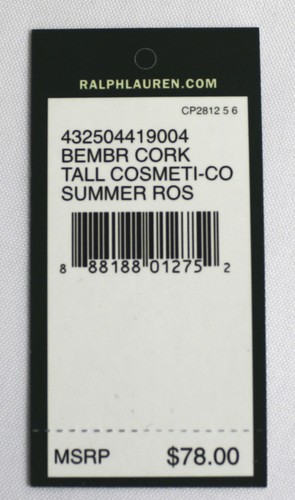 RALPHLAUREN.COM
CP2812 5 6
432504419004
BEMBR CORK
TALL COSMETI-CO
SUMMER ROS
8 88188 01275 2
MSRP $78.00